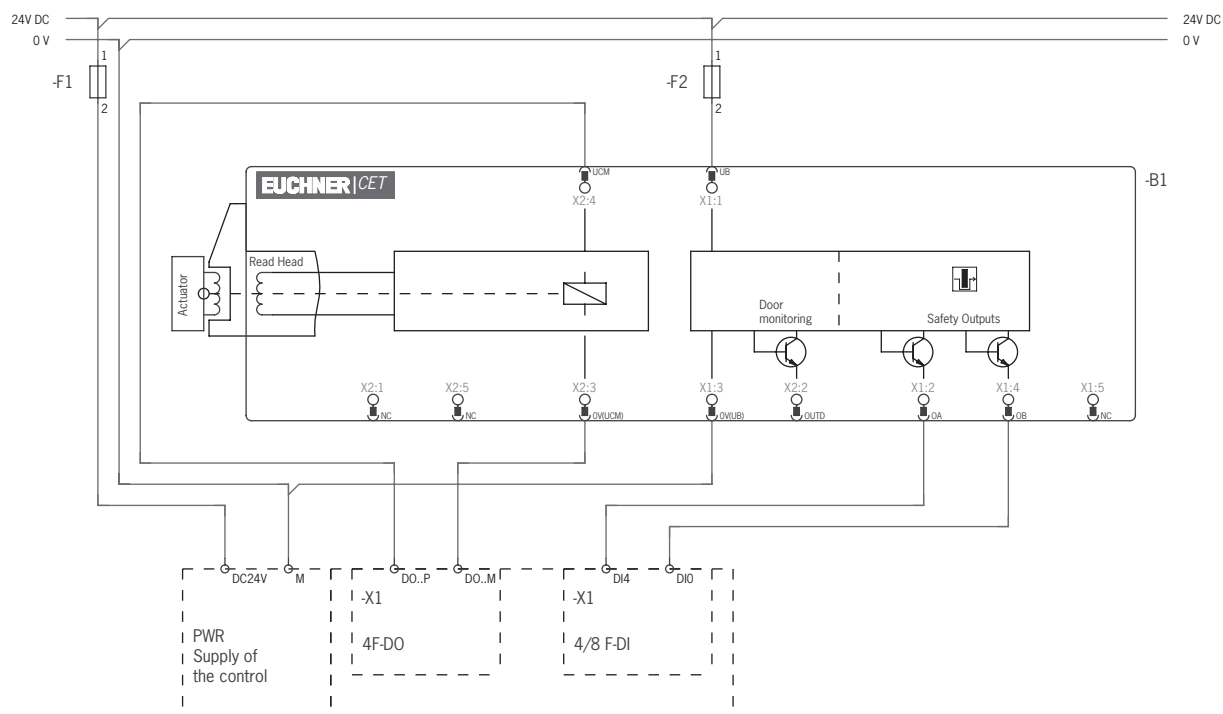 24V DC
24V DC
0 V
0 V
1
1
-F1
-F2
2
2
UCM
UB
EUCHNER|CET
-B1
X2:4
X1:1
Read Head
Actuator
Door
monitoring
Safety Outputs
X2:1
X2:5
X2:3
X1:3
X2:2
X1:2
X1:4
X1:5
NC
NC
0V(UCM)
0V(UB)
OUTD
OA
OB
NC
DC24V
M
DO..P
DO..M
DI4
DI0
-X1
-X1
PWR
Supply of
the control
4F-DO
4/8 F-DI